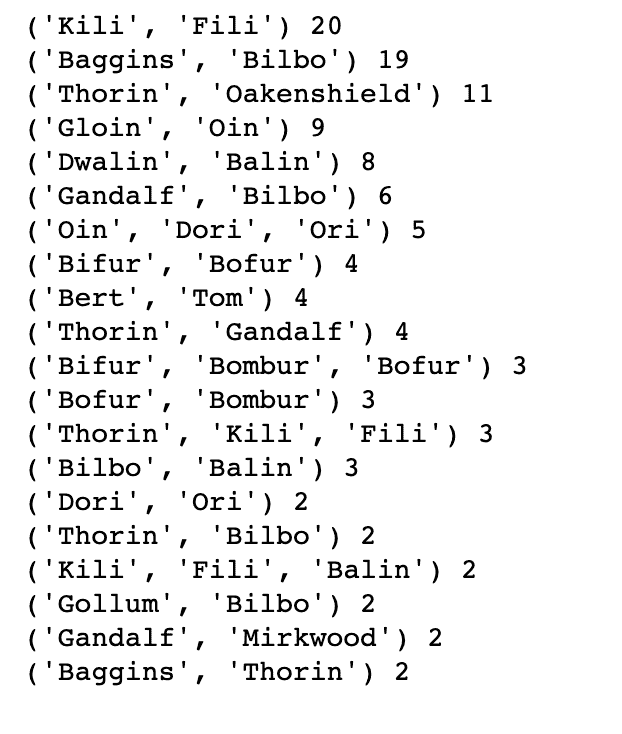 ('Kili', 'Fili') 20
('Baggins', 'Bilbo') 19
('Thorin', 'Oakenshield') 11
('Gloin', 'Oin') 9
('Dwalin', 'Balin') 8
('Gandalf', 'Bilbo') 6
('Oin', 'Dori', 'Ori') 5
('Bifur', 'Bofur') 4
('Bert', 'Tom') 4
('Thorin', 'Gandalf') 4
('Bifur', 'Bombur', 'Bofur') 3
('Bofur', 'Bombur') 3
('Thorin', 'Kili', 'Fili') 3
('Bilbo', 'Balin') 3
('Dori', 'Ori') 2
('Thorin', 'Bilbo') 2
('Kili', 'Fili', 'Balin') 2
('Gollum', 'Bilbo') 2
('Gandalf', 'Mirkwood') 2
('Baggins', 'Thorin') 2